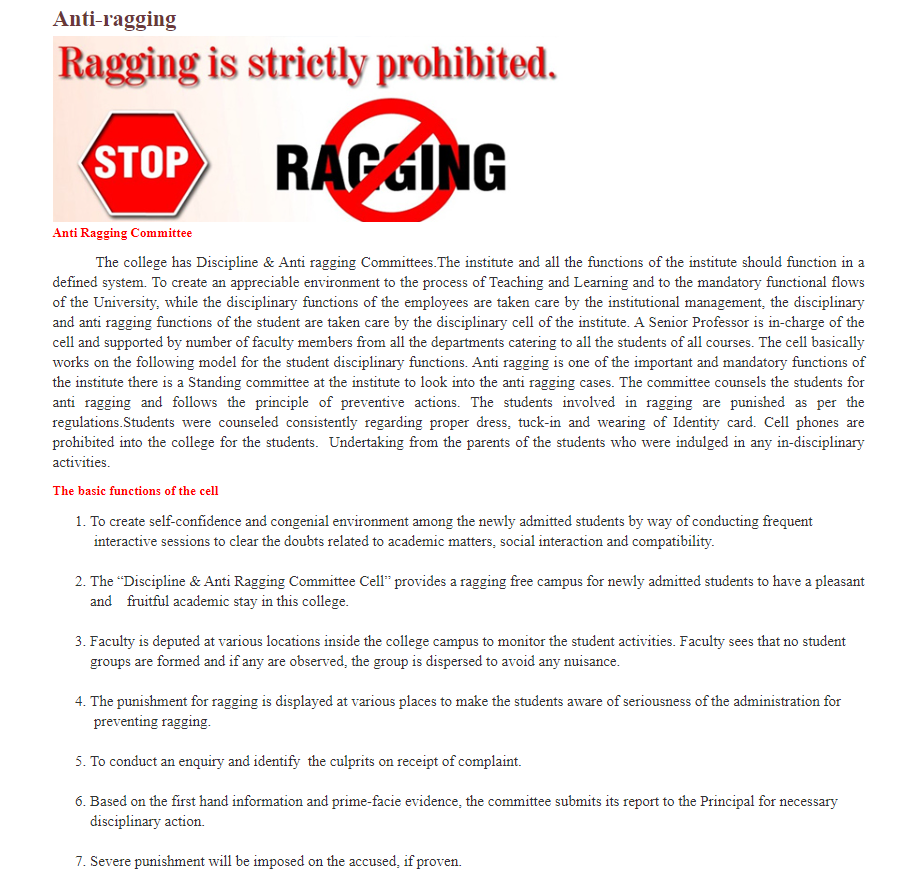 Anti-ragging
Ragging is strictly prohibited.
STOP
RAGGING
Anti Ragging Committee
The college has Discipline & Anti ragging Committees.The institute and all the functions of the institute should function in a
defined system. To create an appreciable environment to the process of Teaching and Learning and to the mandatory functional flows
of the University, while the disciplinary functions of the employees are taken care by the institutional management, the disciplinary
and anti ragging functions of the student are taken care by the disciplinary cell of the institute. A Senior Professor is in-charge of the
cell and supported by number of faculty members from all the departments catering to all the students of all courses. The cell basically
works on the following model for the student disciplinary functions. Anti ragging is one of the important and mandatory functions of
the institute there is a Standing committee at the institute to look into the anti ragging cases. The committee counsels the students for
anti ragging and follows the principle of preventive actions. The students involved in ragging are punished as per the
regulations.Students were counseled consistently regarding proper dress, tuck-in and wearing of Identity card. Cell phones are
prohibited into the college for the students. Undertaking from the parents of the students who were indulged in any in-disciplinary
activities.
The basic functions of the cell
1. To create self-confidence and congenial environment among the newly admitted students by way of conducting frequent
interactive sessions to clear the doubts related to academic matters, social interaction and compatibility.
2. The “Discipline & Anti Ragging Committee Cell” provides a ragging free campus for newly admitted students to have a pleasant
and fruitful academic stay in this college.
3. Faculty is deputed at various locations inside the college campus to monitor the student activities. Faculty sees that no student
groups are formed and if any are observed, the group is dispersed to avoid any nuisance.
4. The punishment for ragging is displayed at various places to make the students aware of seriousness of the administration for
preventing ragging.
5. To conduct an enquiry and identify the culprits on receipt of complaint.
6. Based on the first hand information and prime-facie evidence, the committee submits its report to the Principal for necessary
disciplinary action.
7. Severe punishment will be imposed on the accused, if proven.